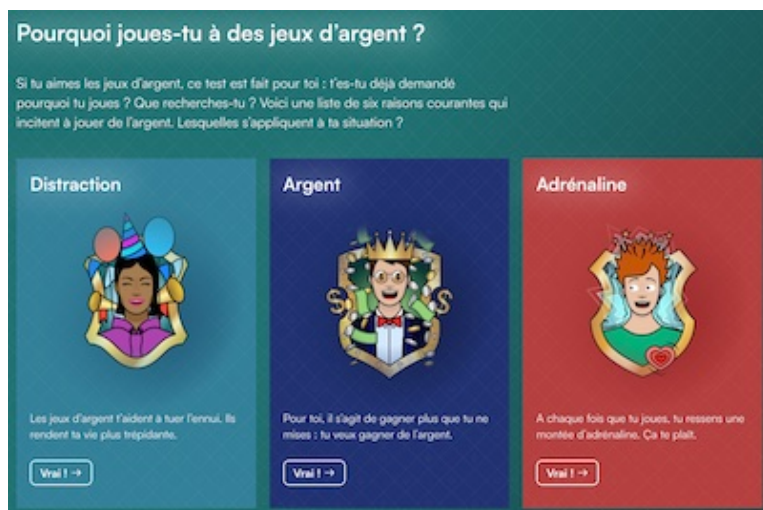 Pourquoi joues-tu à des jeux d'argent ?
Si tu aimes les jeux d'argent, ce test est fait pour toi : t'es-tu déjà demandé
pourquoi tu joues ? Que recherches-tu ? Voici une liste de six raisons courantes qui
incitent à jouer de l'argent. Lesquelles s'appliquent à ta situation ?
Distraction
Les jeux d'argent t'aident à tuer l'ennui. Ils
rendent ta vie plus trépidante.
Vrai ! →
Argent
$ $
Pour toi, il s'agit de gagner plus que tu ne
mises : tu veux gagner de l'argent.
Vrai ! →
Adrénaline
A chaque fois que tu joues, tu ressens une
montée d'adrénaline. Ça te plaît.
Vrai ! →